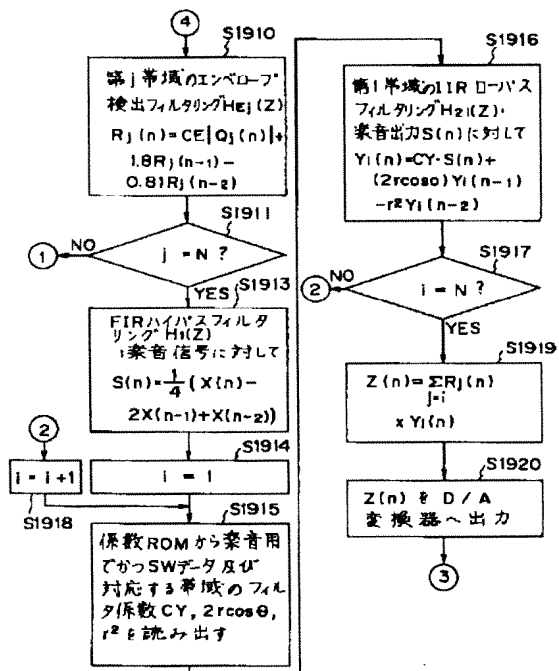 ④
S1910
第j帯域のエンベロープ
検出フィルタリングHEj(Z)
Rj(n)=CE|Qj(n)|+
1.8Rj(n-1)-
0.81Rj(n-2)
S1911
j=N?
NO
①
YES
S1913
FIRハイパスフィルタ
リングH1(Z)
:楽音信号に対して
S(n)=1/4(X(n)-
2X(n-1)+X(n-2))
②
i=i+1
S1918
S1914
i=1
S1915
係数ROMから楽音用
でかつSWデータ及び
対応する帯域のフィル
タ係数CY,2rcosθ,
r²を読み出す
S1916
第i帯域のIIRローパス
フィルタリングH2i(Z):
楽音出力S(n)に対して
Yi(n)=CY・S(n)+
(2rcosθ)Yi(n-1)
-r²Yi(n-2)
S1917
i=N?
NO
②
YES
S1919
Z(n)=ΣRj(n)
j=i
xYi(n)
S1920
Z(n)をD/A
変換器へ出力
③